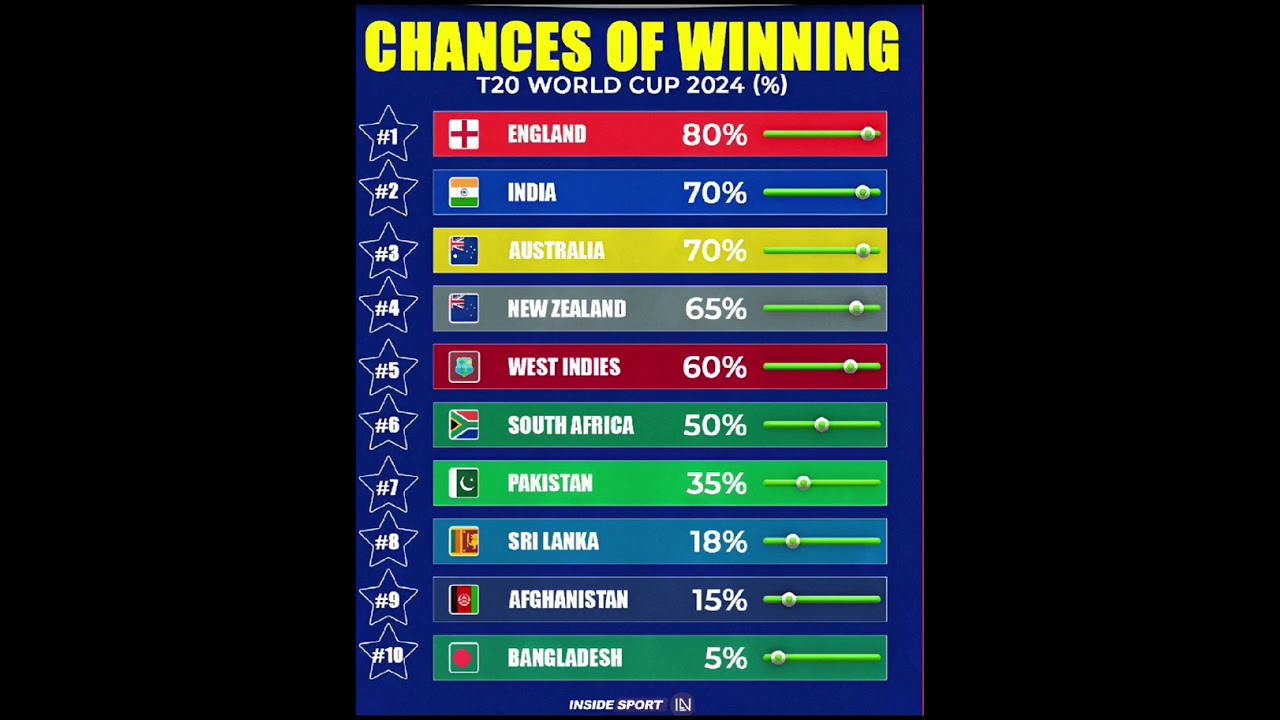 CHANCES OF WINNING
T20 WORLD CUP 2024 (%)
#1 ENGLAND 80%
#2 INDIA 70%
#3 AUSTRALIA 70%
#4 NEW ZEALAND 65%
#5 WEST INDIES 60%
#6 SOUTH AFRICA 50%
#7 PAKISTAN 35%
#8 SRI LANKA 18%
#9 AFGHANISTAN 15%
#10 BANGLADESH 5%
INSIDE SPORT IN